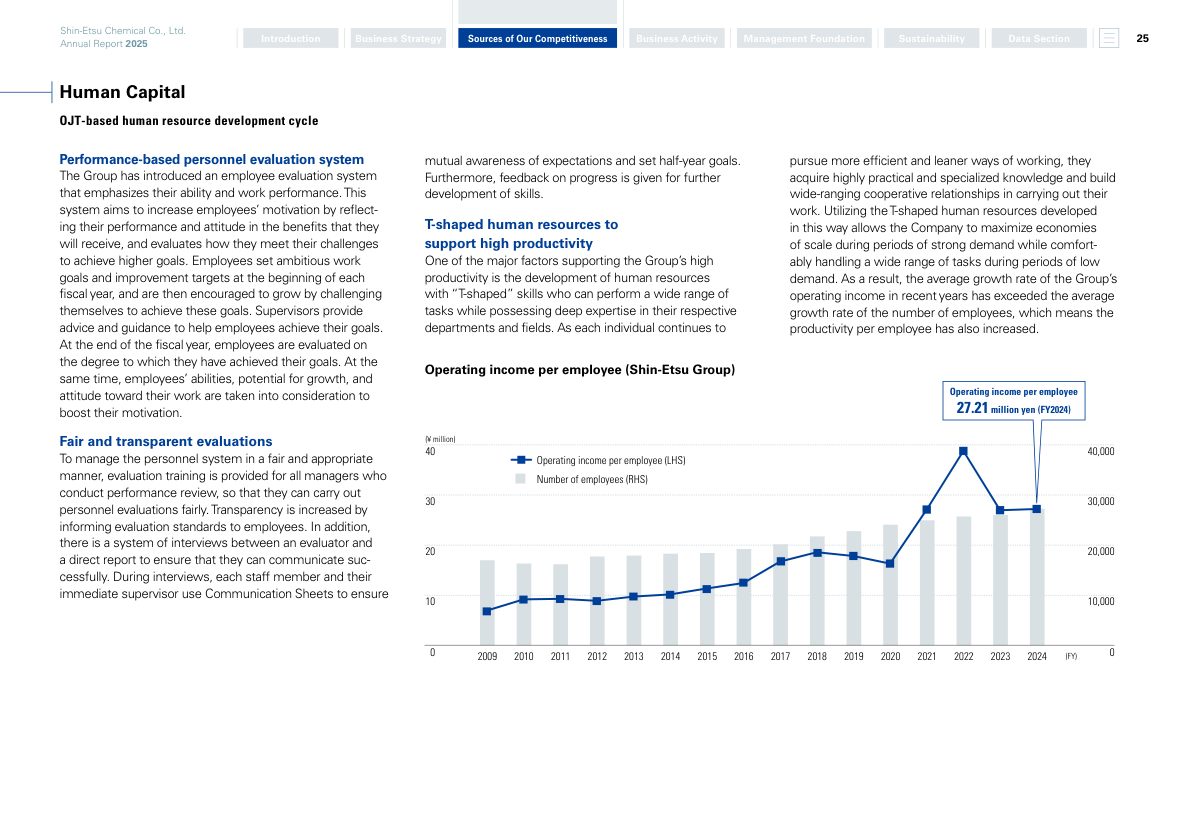 Shin-Etsu Chemical Co., Ltd.
Annual Report 2025
Introduction
Business Strategy
Sources of Our Competitiveness
Business Activity
Management Foundation
Sustainability
Data Section
25
Human Capital
OJT-based human resource development cycle
Performance-based personnel evaluation system
The Group has introduced an employee evaluation system
that emphasizes their ability and work performance. This
system aims to increase employees' motivation by reflect-
ing their performance and attitude in the benefits that they
will receive, and evaluates how they meet their challenges
to achieve higher goals. Employees set ambitious work
goals and improvement targets at the beginning of each
fiscal year, and are then encouraged to grow by challenging
themselves to achieve these goals. Supervisors provide
advice and guidance to help employees achieve their goals.
At the end of the fiscal year, employees are evaluated on
the degree to which they have achieved their goals. At the
same time, employees' abilities, potential for growth, and
attitude toward their work are taken into consideration to
boost their motivation.
Fair and transparent evaluations
To manage the personnel system in a fair and appropriate
manner, evaluation training is provided for all managers who
conduct performance review, so that they can carry out
personnel evaluations fairly. Transparency is increased by
informing evaluation standards to employees. In addition,
there is a system of interviews between an evaluator and
a direct report to ensure that they can communicate suc-
cessfully. During interviews, each staff member and their
immediate supervisor use Communication Sheets to ensure
mutual awareness of expectations and set half-year goals.
Furthermore, feedback on progress is given for further
development of skills.
T-shaped human resources to
support high productivity
One of the major factors supporting the Group's high
productivity is the development of human resources
with "T-shaped" skills who can perform a wide range of
tasks while possessing deep expertise in their respective
departments and fields. As each individual continues to
pursue more efficient and leaner ways of working, they
acquire highly practical and specialized knowledge and build
wide-ranging cooperative relationships in carrying out their
work. Utilizing the T-shaped human resources developed
in this way allows the Company to maximize economies
of scale during periods of strong demand while comfort-
ably handling a wide range of tasks during periods of low
demand. As a result, the average growth rate of the Group's
operating income in recent years has exceeded the average
growth rate of the number of employees, which means the
productivity per employee has also increased.
Operating income per employee (Shin-Etsu Group)
Operating income per employee
27.21 million yen (FY2024)
(¥ million)
40
30
20
10
0
Operating income per employee (LHS)
Number of employees (RHS)
40,000
30,000
20,000
10,000
0
2009 2010 2011 2012 2013 2014 2015 2016 2017 2018 2019 2020 2021 2022 2023 2024 (FY)